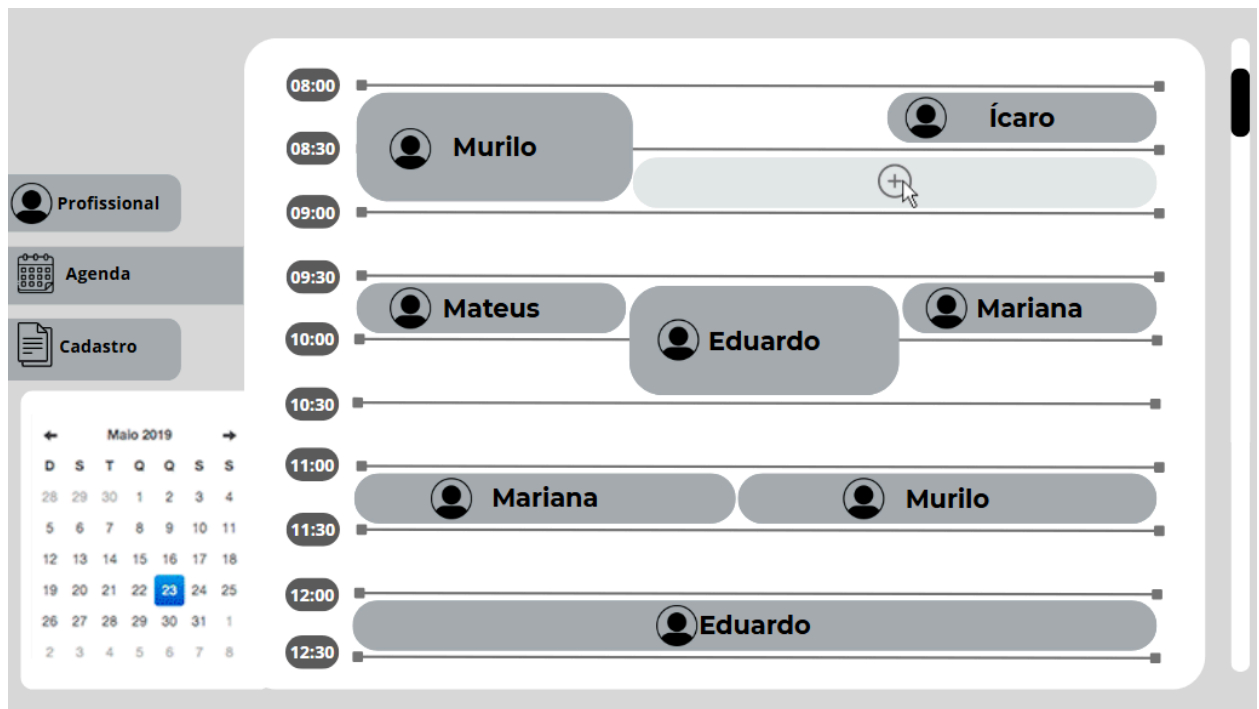 Profissional
Agenda
Cadastro
Maio 2019
D S T Q Q S S
28 29 30 1 2 3 4
5 6 7 8 9 10 11
12 13 14 15 16 17 18
19 20 21 22 23 24 25
26 27 28 29 30 31 1
2 3 4 5 6 7 8
08:00
Ícaro
Murilo
08:30
09:00
09:30
Mateus
Mariana
Eduardo
10:00
10:30
11:00
Mariana
Murilo
11:30
12:00
Eduardo
12:30